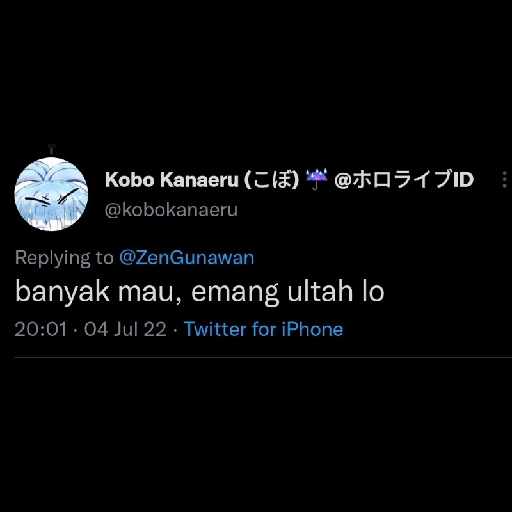 Kobo Kanaeru (こぼ) ☔ @ホロライブID
@kobokanaeru
Replying to @ZenGunawan
banyak mau, emang ultah lo
20:01 · 04 Jul 22 · Twitter for iPhone